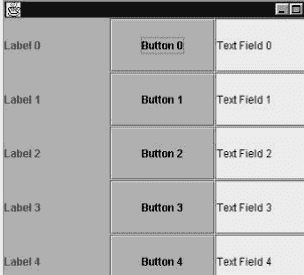 Label 0 Button 0 Text Field 0
Label 1 Button 1 Text Field 1
Label 2 Button 2 Text Field 2
Label 3 Button 3 Text Field 3
Label 4 Button 4 Text Field 4